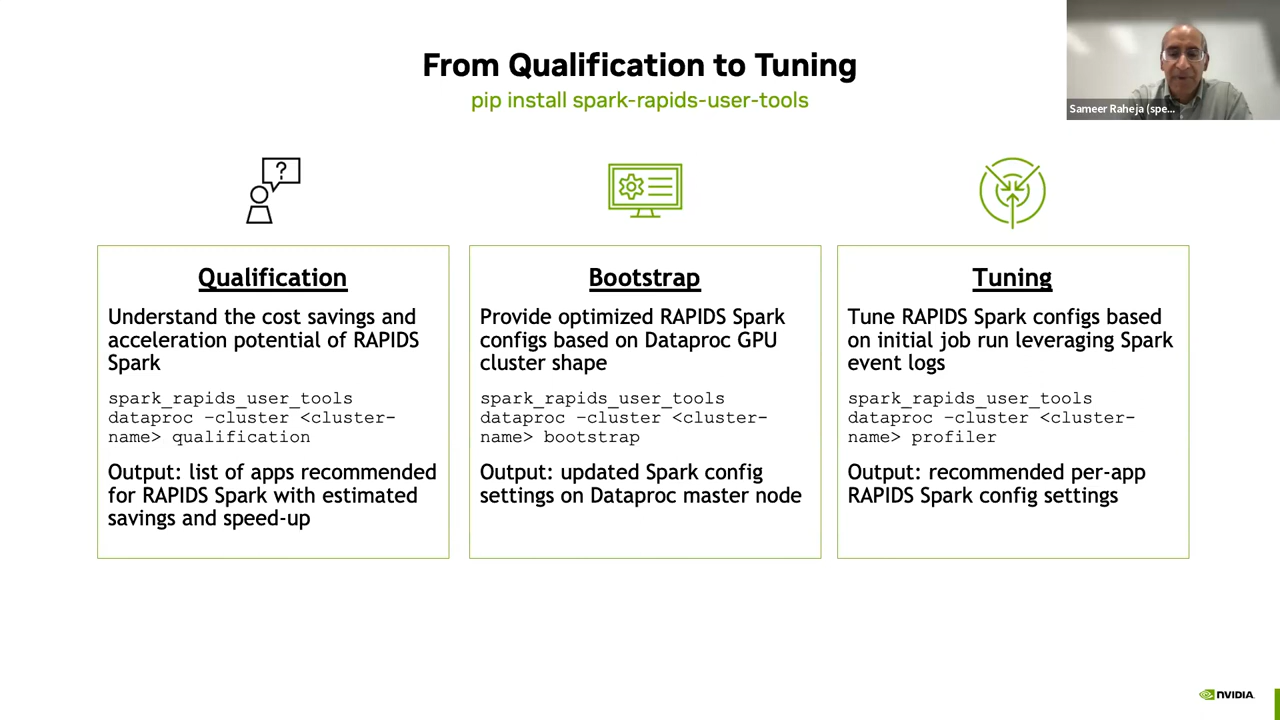 From Qualification to Tuning
pip install spark-rapids-user-tools
Sameer Raheja (spe...
?
Qualification
Understand the cost savings and
acceleration potential of RAPIDS
Spark
spark_rapids_user_tools
dataproc –cluster <cluster-
name> qualification
Output: list of apps recommended
for RAPIDS Spark with estimated
savings and speed-up
Bootstrap
Provide optimized RAPIDS Spark
configs based on Dataproc GPU
cluster shape
spark_rapids_user_tools
dataproc –cluster <cluster-
name> bootstrap
Output: updated Spark config
settings on Dataproc master node
Tuning
Tune RAPIDS Spark configs based
on initial job run leveraging Spark
event logs
spark_rapids_user_tools
dataproc –cluster <cluster-
name> profiler
Output: recommended per-app
RAPIDS Spark config settings
NVIDIA.